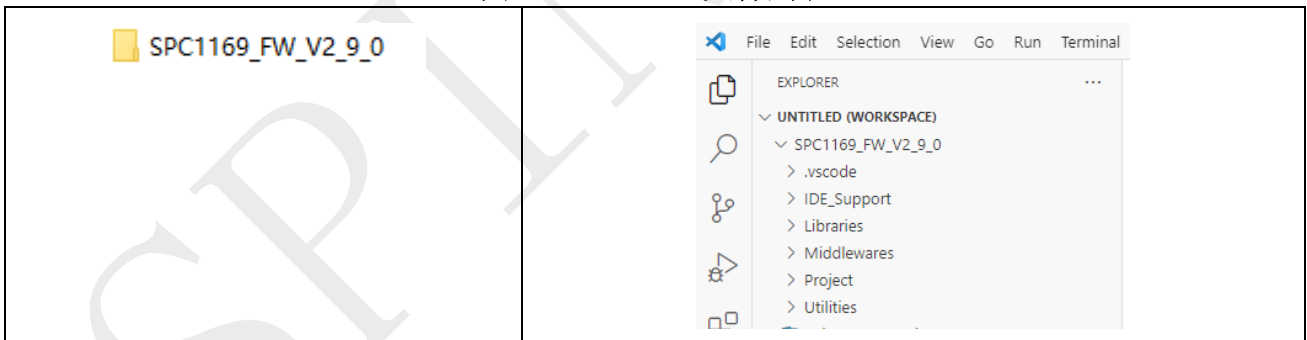 SPC1169_FW_V2_9_0
File Edit Selection View Go Run Terminal
EXPLORER ...
UNTITLED (WORKSPACE)
SPC1169_FW_V2_9_0
.vscode
IDE_Support
Libraries
Middlewares
Project
Utilities